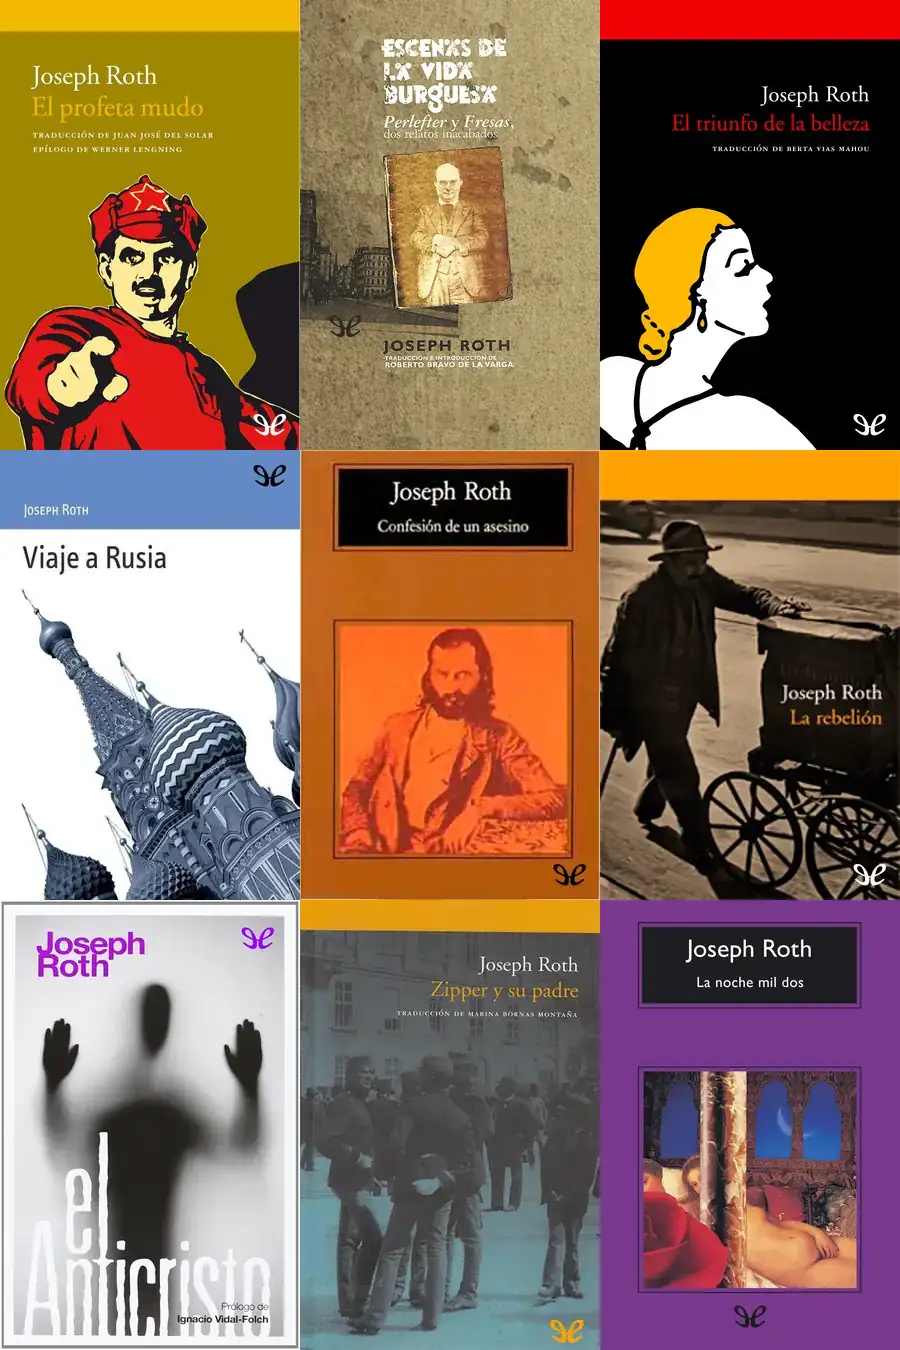 Joseph Roth
El profeta mudo
TRADUCCIÓN DE JUAN JOSÉ DEL SOLAR
EPÍLOGO DE WERNER LENGNING
ESCENAS DE
LA VIDA
BURGUESA
Perlefter y Fresas,
dos relatos inacabados
JOSEPH ROTH
TRADUCCIÓN E INTRODUCCIÓN DE
ROBERTO BRAVO DE LA VARGA
Joseph Roth
El triunfo de la belleza
TRADUCCIÓN DE BERTA VIAS MAHOU
JOSEPH ROTH
Viaje a Rusia
Joseph Roth
Confesión de un asesino
Joseph Roth
La rebelión
Joseph
Roth
el
Anticristo
Prólogo de
Ignacio Vidal-Folch
Joseph Roth
Zipper y su padre
TRADUCCIÓN DE MARINA BORNAS MONTAÑA
Joseph Roth
La noche mil dos